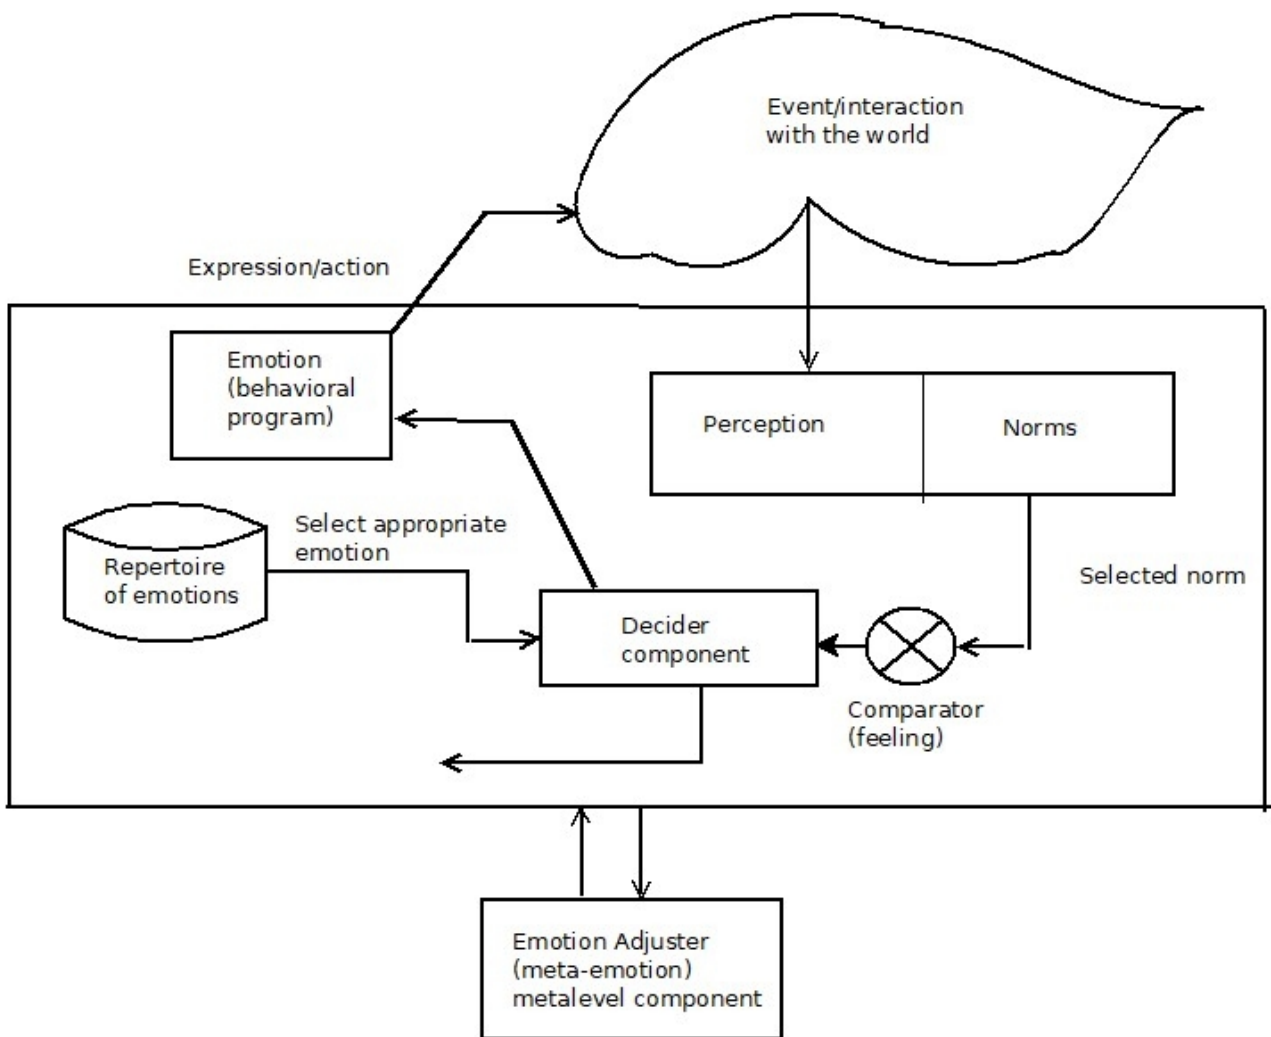 Event/interaction
with the world
Expression/action
Emotion
(behavioral
program)
Perception
Norms
Select appropriate
emotion
Repertoire
of emotions
Selected norm
Decider
component
Comparator
(feeling)
Emotion Adjuster
(meta-emotion)
metalevel component